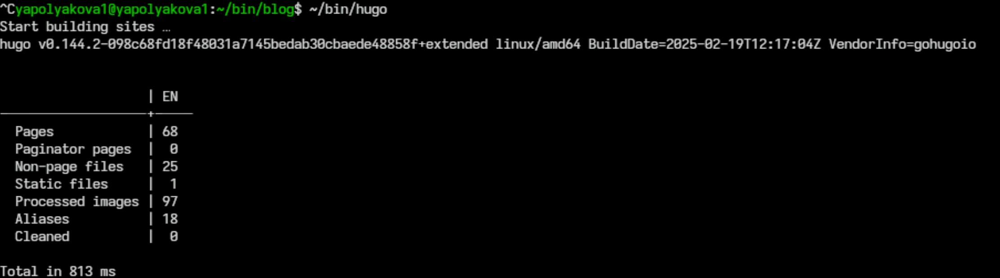 ^Cyapolyakova1@yapolyakova1:~/bin/blog$ ~/bin/hugo
Start building sites …
hugo v0.144.2-098c68fd18f48031a7145bedab30cbaede48858f+extended linux/amd64 BuildDate=2025-02-19T12:17:04Z VendorInfo=gohugoio
                   | EN
-------------------+-----
  Pages            | 68
  Paginator pages  |  0
  Non-page files   | 25
  Static files     |  1
  Processed images | 97
  Aliases          | 18
  Cleaned          |  0
Total in 813 ms